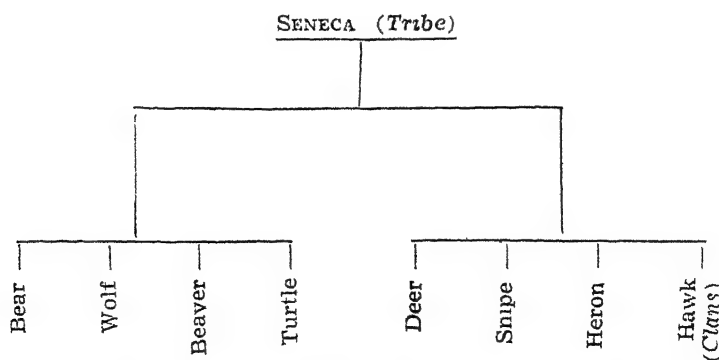 SENECA (Tribe)
Bear
Wolf
Beaver
Turtle
Deer
Snipe
Heron
Hawk
(Clans)